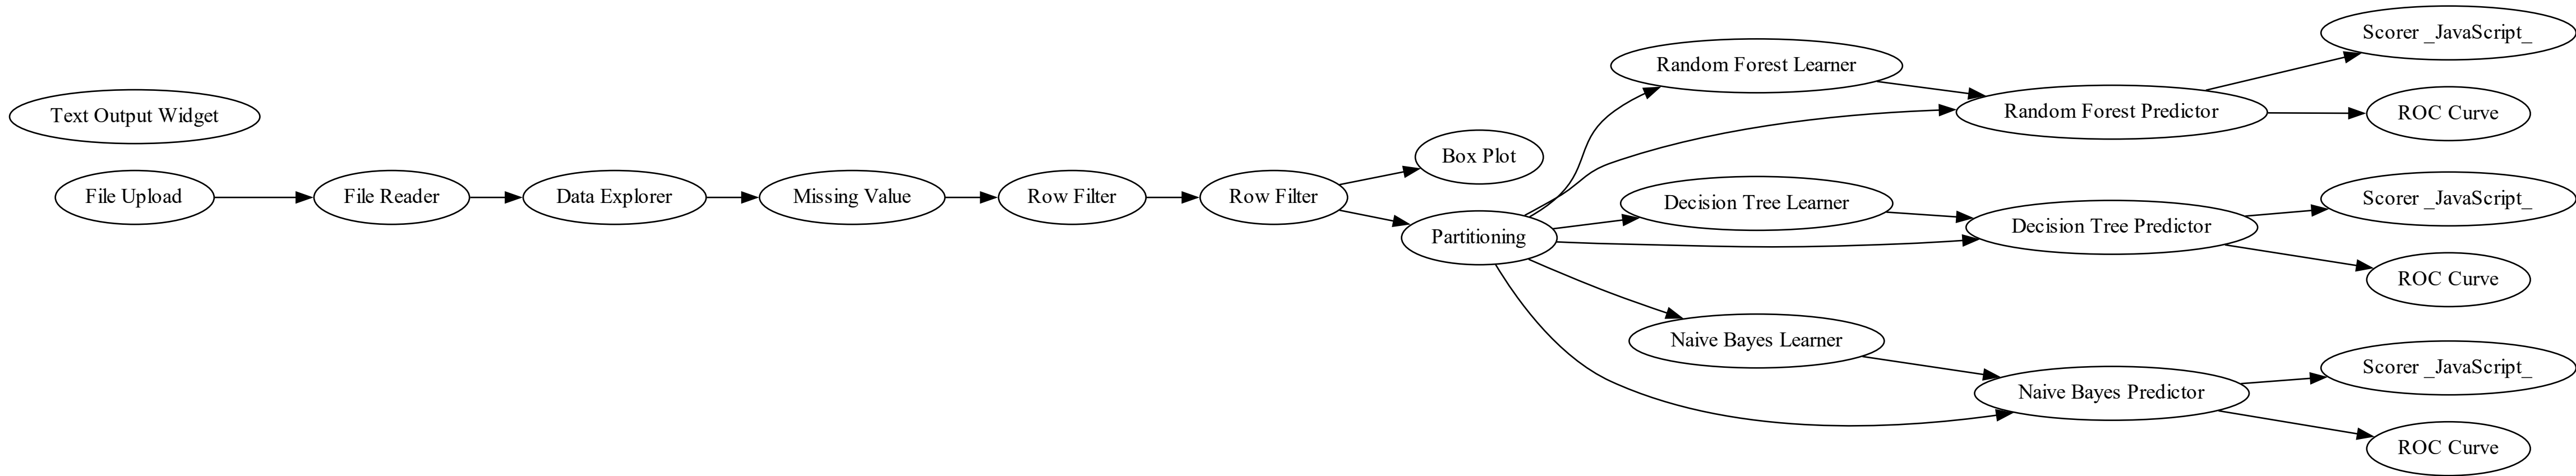 Text Output Widget
File Upload
File Reader
Data Explorer
Missing Value
Row Filter
Row Filter
Box Plot
Partitioning
Random Forest Learner
Random Forest Predictor
Scorer _JavaScript_
ROC Curve
Decision Tree Learner
Decision Tree Predictor
Scorer _JavaScript_
ROC Curve
Naive Bayes Learner
Naive Bayes Predictor
Scorer _JavaScript_
ROC Curve